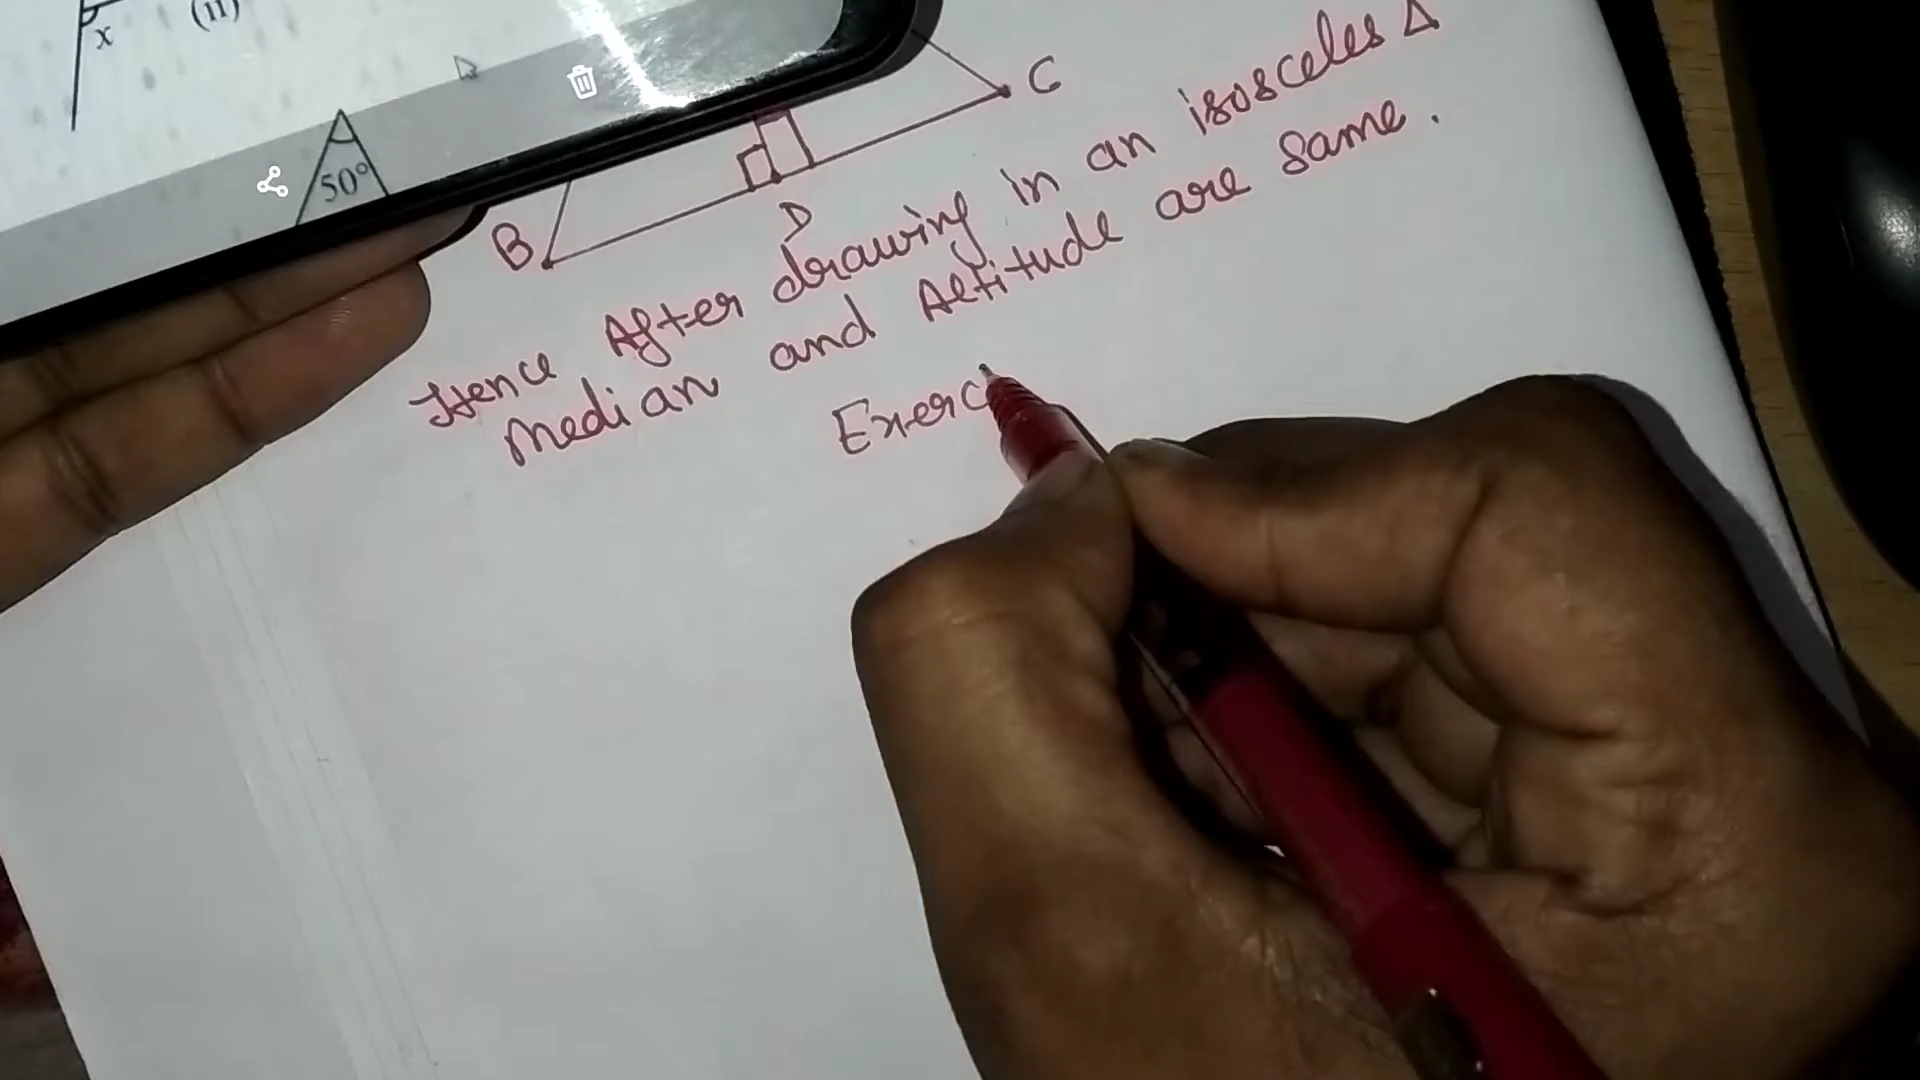 x (ii)
50°
C
B
D
Hence After drawing in an isosceles Δ
Median and Altitude are same.
Exerc